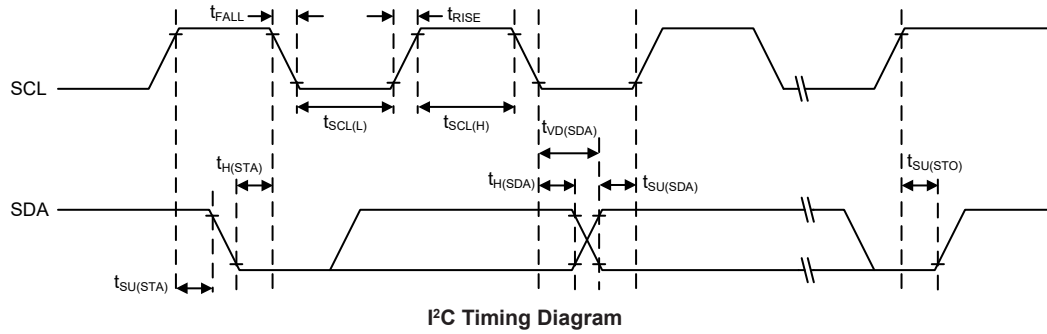 tFALL
tRISE
SCL
tSCL(L)
tSCL(H)
tVD(SDA)
tH(STA)
tH(SDA)
tSU(SDA)
tSU(STO)
SDA
tSU(STA)
I²C Timing Diagram